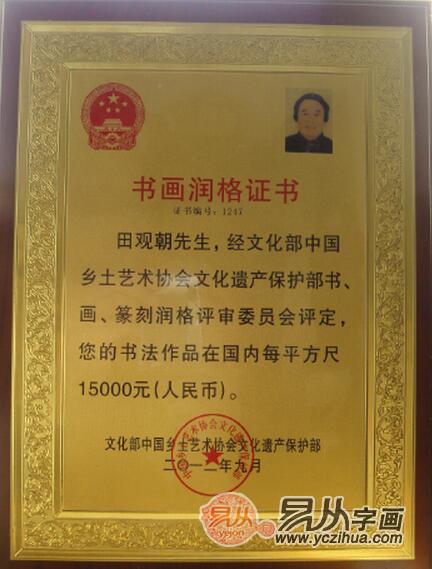 书画润格证书
证书编号：1247
田观朝先生，经文化部中国
乡土艺术协会文化遗产保护部书、
画、篆刻润格评审委员会评定，
您的书法作品在国内每平方尺
15000元(人民币)。
文化部中国乡土艺术协会文化遗产保护部
二〇一二年九月
易从
yejon
易从字画
www.yczihua.com